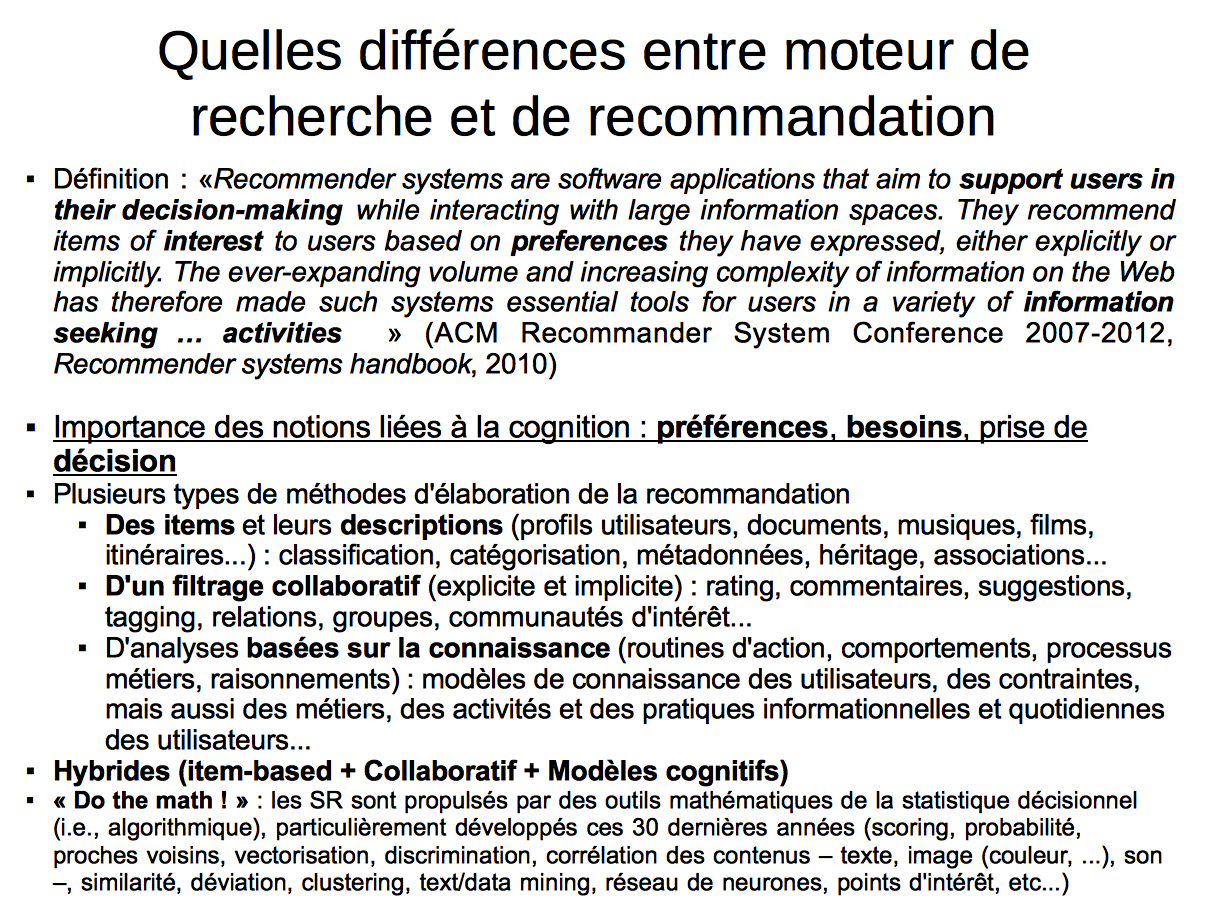 Quelles différences entre moteur de
recherche et de recommandation
▪ Définition : «Recommender systems are software applications that aim to support users in
their decision-making while interacting with large information spaces. They recommend
items of interest to users based on preferences they have expressed, either explicitly or
implicitly. The ever-expanding volume and increasing complexity of information on the Web
has therefore made such systems essential tools for users in a variety of information
seeking … activities » (ACM Recommander System Conference 2007-2012,
Recommender systems handbook, 2010)
▪ Importance des notions liées à la cognition : préférences, besoins, prise de
décision
▪ Plusieurs types de méthodes d'élaboration de la recommandation
▪ Des items et leurs descriptions (profils utilisateurs, documents, musiques, films,
itinéraires...) : classification, catégorisation, métadonnées, héritage, associations...
▪ D'un filtrage collaboratif (explicite et implicite) : rating, commentaires, suggestions,
tagging, relations, groupes, communautés d'intérêt...
▪ D'analyses basées sur la connaissance (routines d'action, comportements, processus
métiers, raisonnements) : modèles de connaissance des utilisateurs, des contraintes,
mais aussi des métiers, des activités et des pratiques informationnelles et quotidiennes
des utilisateurs...
▪ Hybrides (item-based + Collaboratif + Modèles cognitifs)
▪ « Do the math ! » : les SR sont propulsés par des outils mathématiques de la statistique décisionnel
(i.e., algorithmique), particulièrement développés ces 30 dernières années (scoring, probabilité,
proches voisins, vectorisation, discrimination, corrélation des contenus – texte, image (couleur, ...), son
–, similarité, déviation, clustering, text/data mining, réseau de neurones, points d'intérêt, etc...)